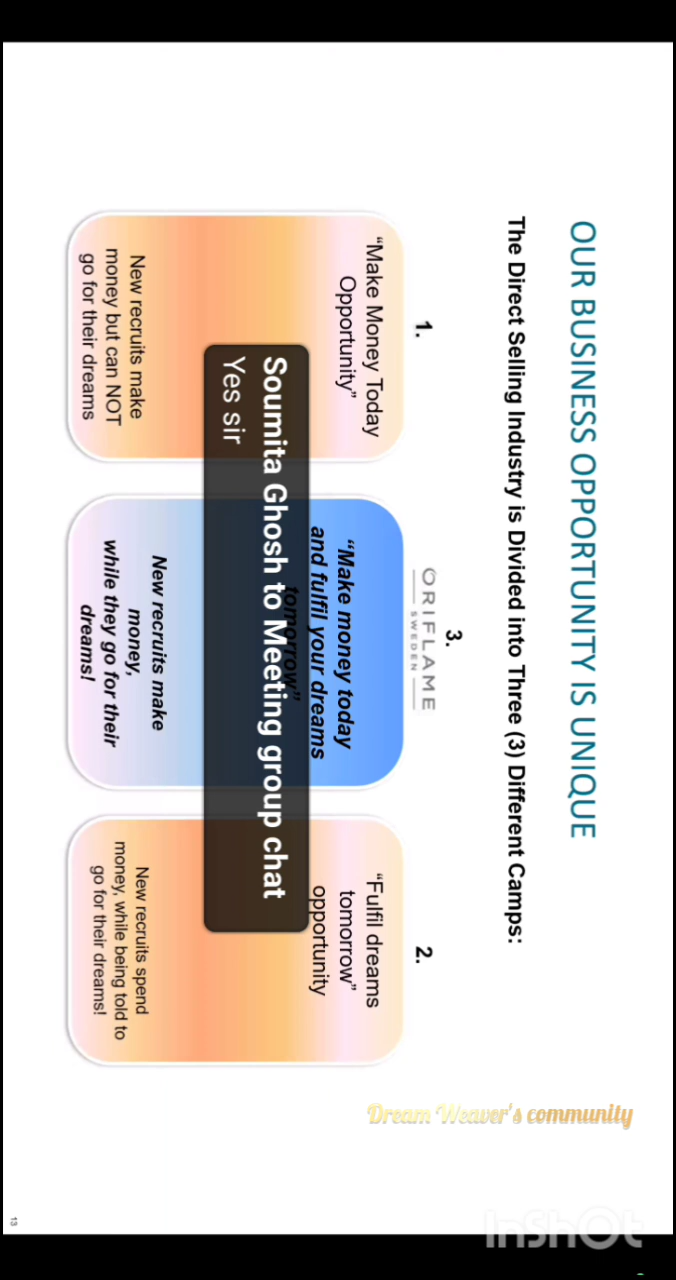 OUR BUSINESS OPPORTUNITY IS UNIQUE
The Direct Selling Industry is Divided into Three (3) Different Camps:
1.
“Make Money Today
Opportunity”
New recruits make
money but can NOT
go for their dreams
3.
ORIFLAME
SWEDEN
“Make money today
and fulfil your dreams
tomorrow”
New recruits make
money,
while they go for their
dreams!
2.
“Fulfil dreams
tomorrow”
opportunity
New recruits spend
money, while being told to
go for their dreams!
Soumita Ghosh to Meeting group chat
Yes sir
Dream Weaver's community
13
InShOt